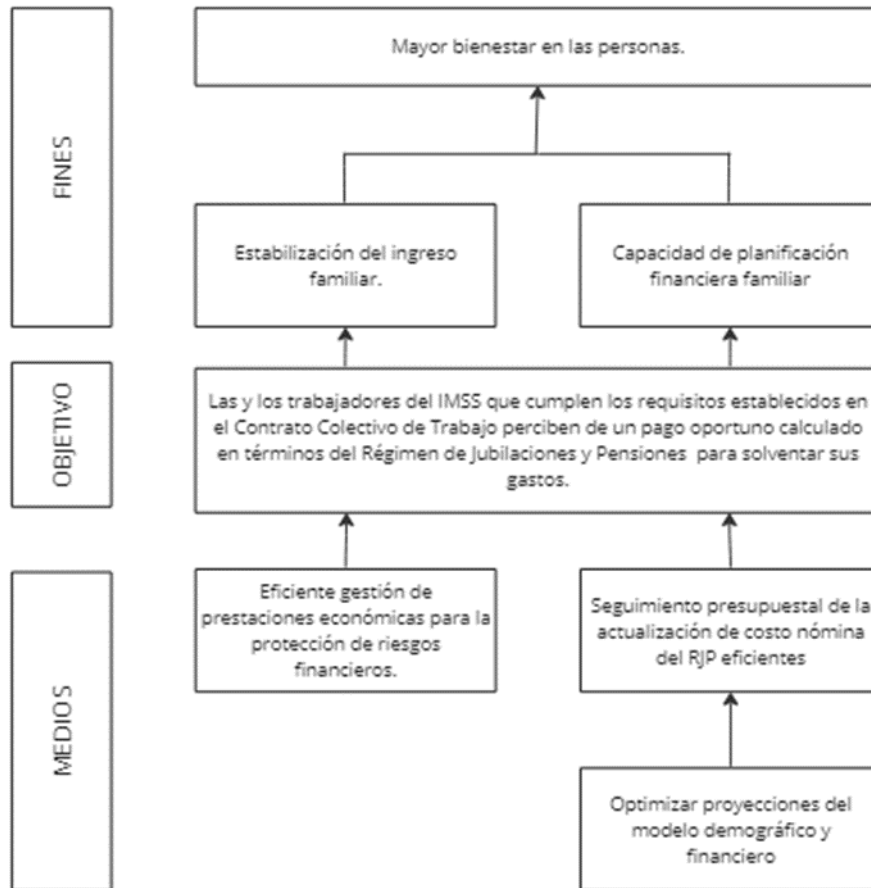 FINES
Mayor bienestar en las personas.
Estabilización del ingreso
familiar.
Capacidad de planificación
financiera familiar
OBJETIVO
Las y los trabajadores del IMSS que cumplen los requisitos establecidos en
el Contrato Colectivo de Trabajo perciben de un pago oportuno calculado
en términos del Régimen de Jubilaciones y Pensiones para solventar sus
gastos.
MEDIOS
Eficiente gestión de
prestaciones económicas para la
protección de riesgos
financieros.
Seguimiento presupuestal de la
actualización de costo nómina
del RJP eficientes
Optimizar proyecciones del
modelo demográfico y
financiero